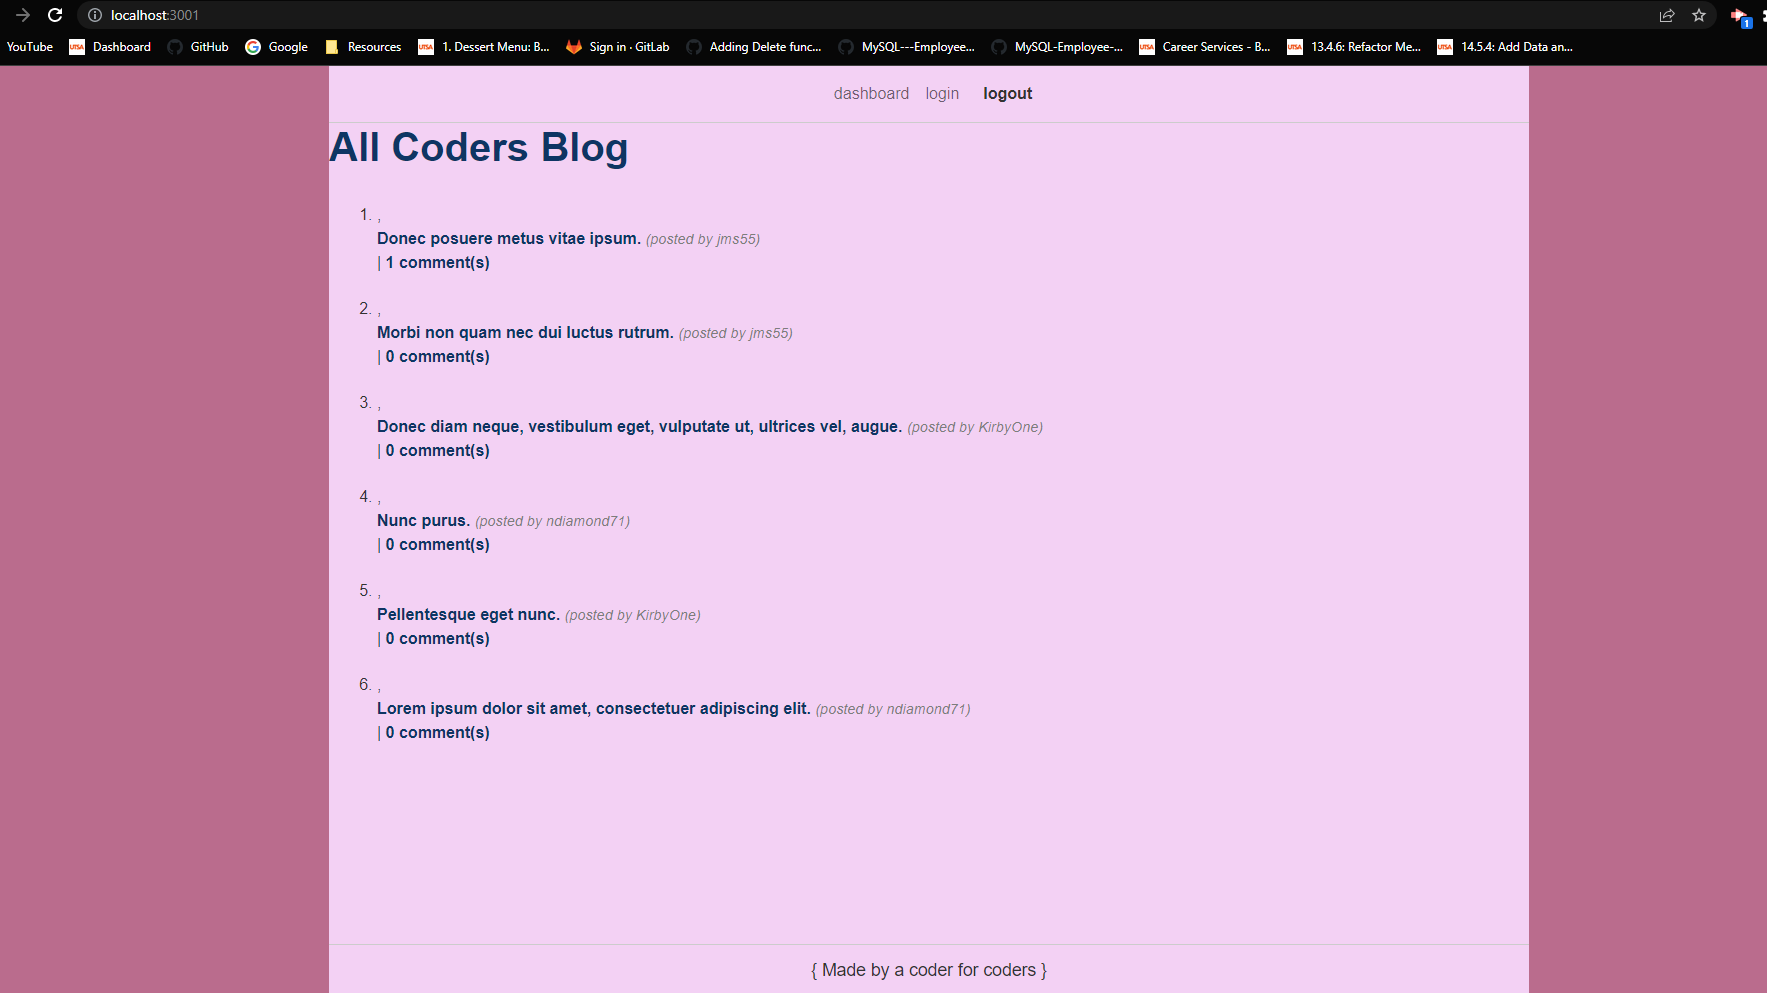 localhost:3001
YouTube Dashboard GitHub Google Resources 1. Dessert Menu: B... Sign in · GitLab Adding Delete func... MySQL---Employee... MySQL-Employee-... Career Services - B... 13.4.6: Refactor Me... 14.5.4: Add Data an...
dashboard login logout
All Coders Blog
1. ,
Donec posuere metus vitae ipsum. (posted by jms55)
| 1 comment(s)
2. ,
Morbi non quam nec dui luctus rutrum. (posted by jms55)
| 0 comment(s)
3. ,
Donec diam neque, vestibulum eget, vulputate ut, ultrices vel, augue. (posted by KirbyOne)
| 0 comment(s)
4. ,
Nunc purus. (posted by ndiamond71)
| 0 comment(s)
5. ,
Pellentesque eget nunc. (posted by KirbyOne)
| 0 comment(s)
6. ,
Lorem ipsum dolor sit amet, consectetuer adipiscing elit. (posted by ndiamond71)
| 0 comment(s)
{ Made by a coder for coders }